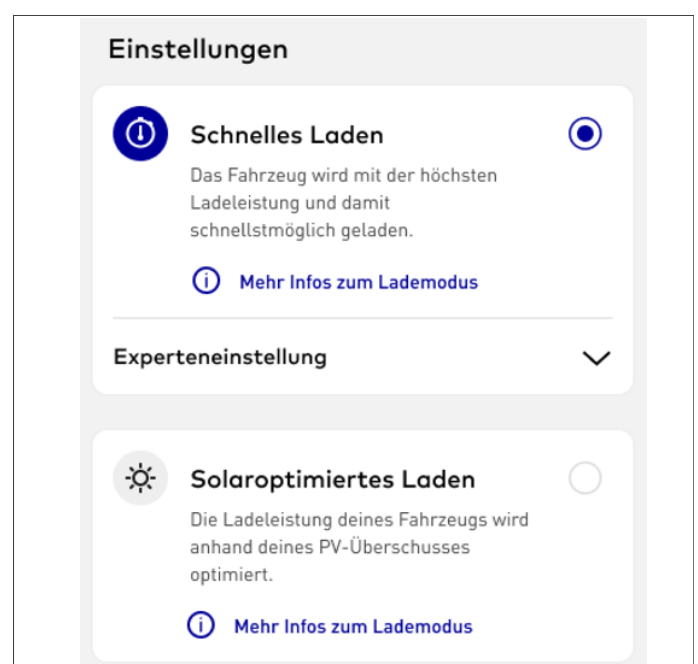 Einstellungen
Schnelles Laden
Das Fahrzeug wird mit der höchsten
Ladeleistung und damit
schnellstmöglich geladen.
Mehr Infos zum Lademodus
Experteneinstellung
Solaroptimiertes Laden
Die Ladeleistung deines Fahrzeugs wird
anhand deines PV-Überschusses
optimiert.
Mehr Infos zum Lademodus